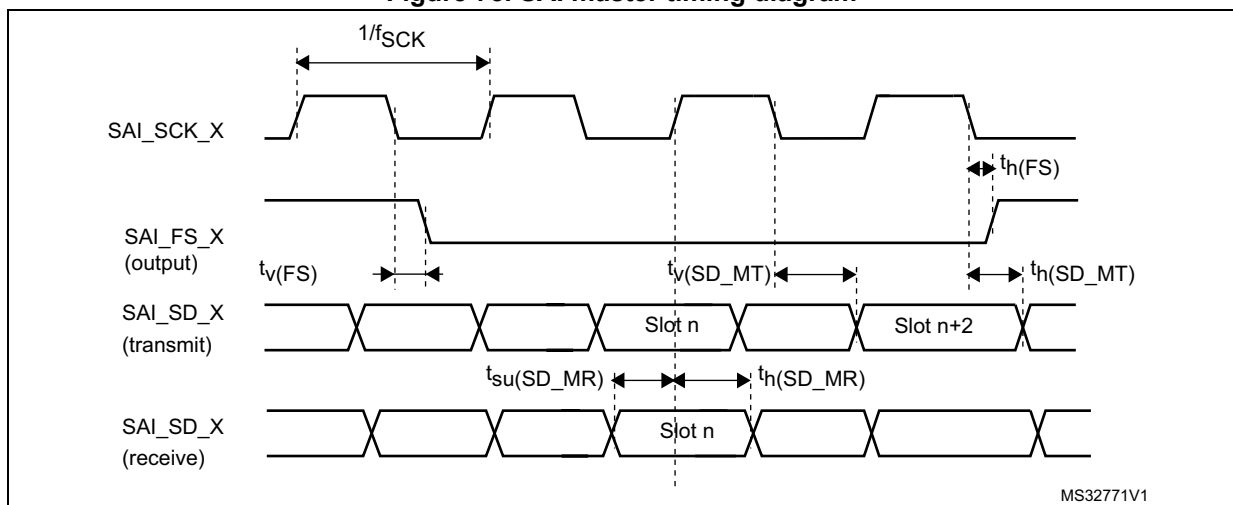 1/fSCK
SAI_SCK_X
th(FS)
SAI_FS_X
(output)
tv(FS)
tv(SD_MT)
th(SD_MT)
SAI_SD_X
(transmit)
Slot n
Slot n+2
tsu(SD_MR)
th(SD_MR)
SAI_SD_X
(receive)
Slot n
MS32771V1